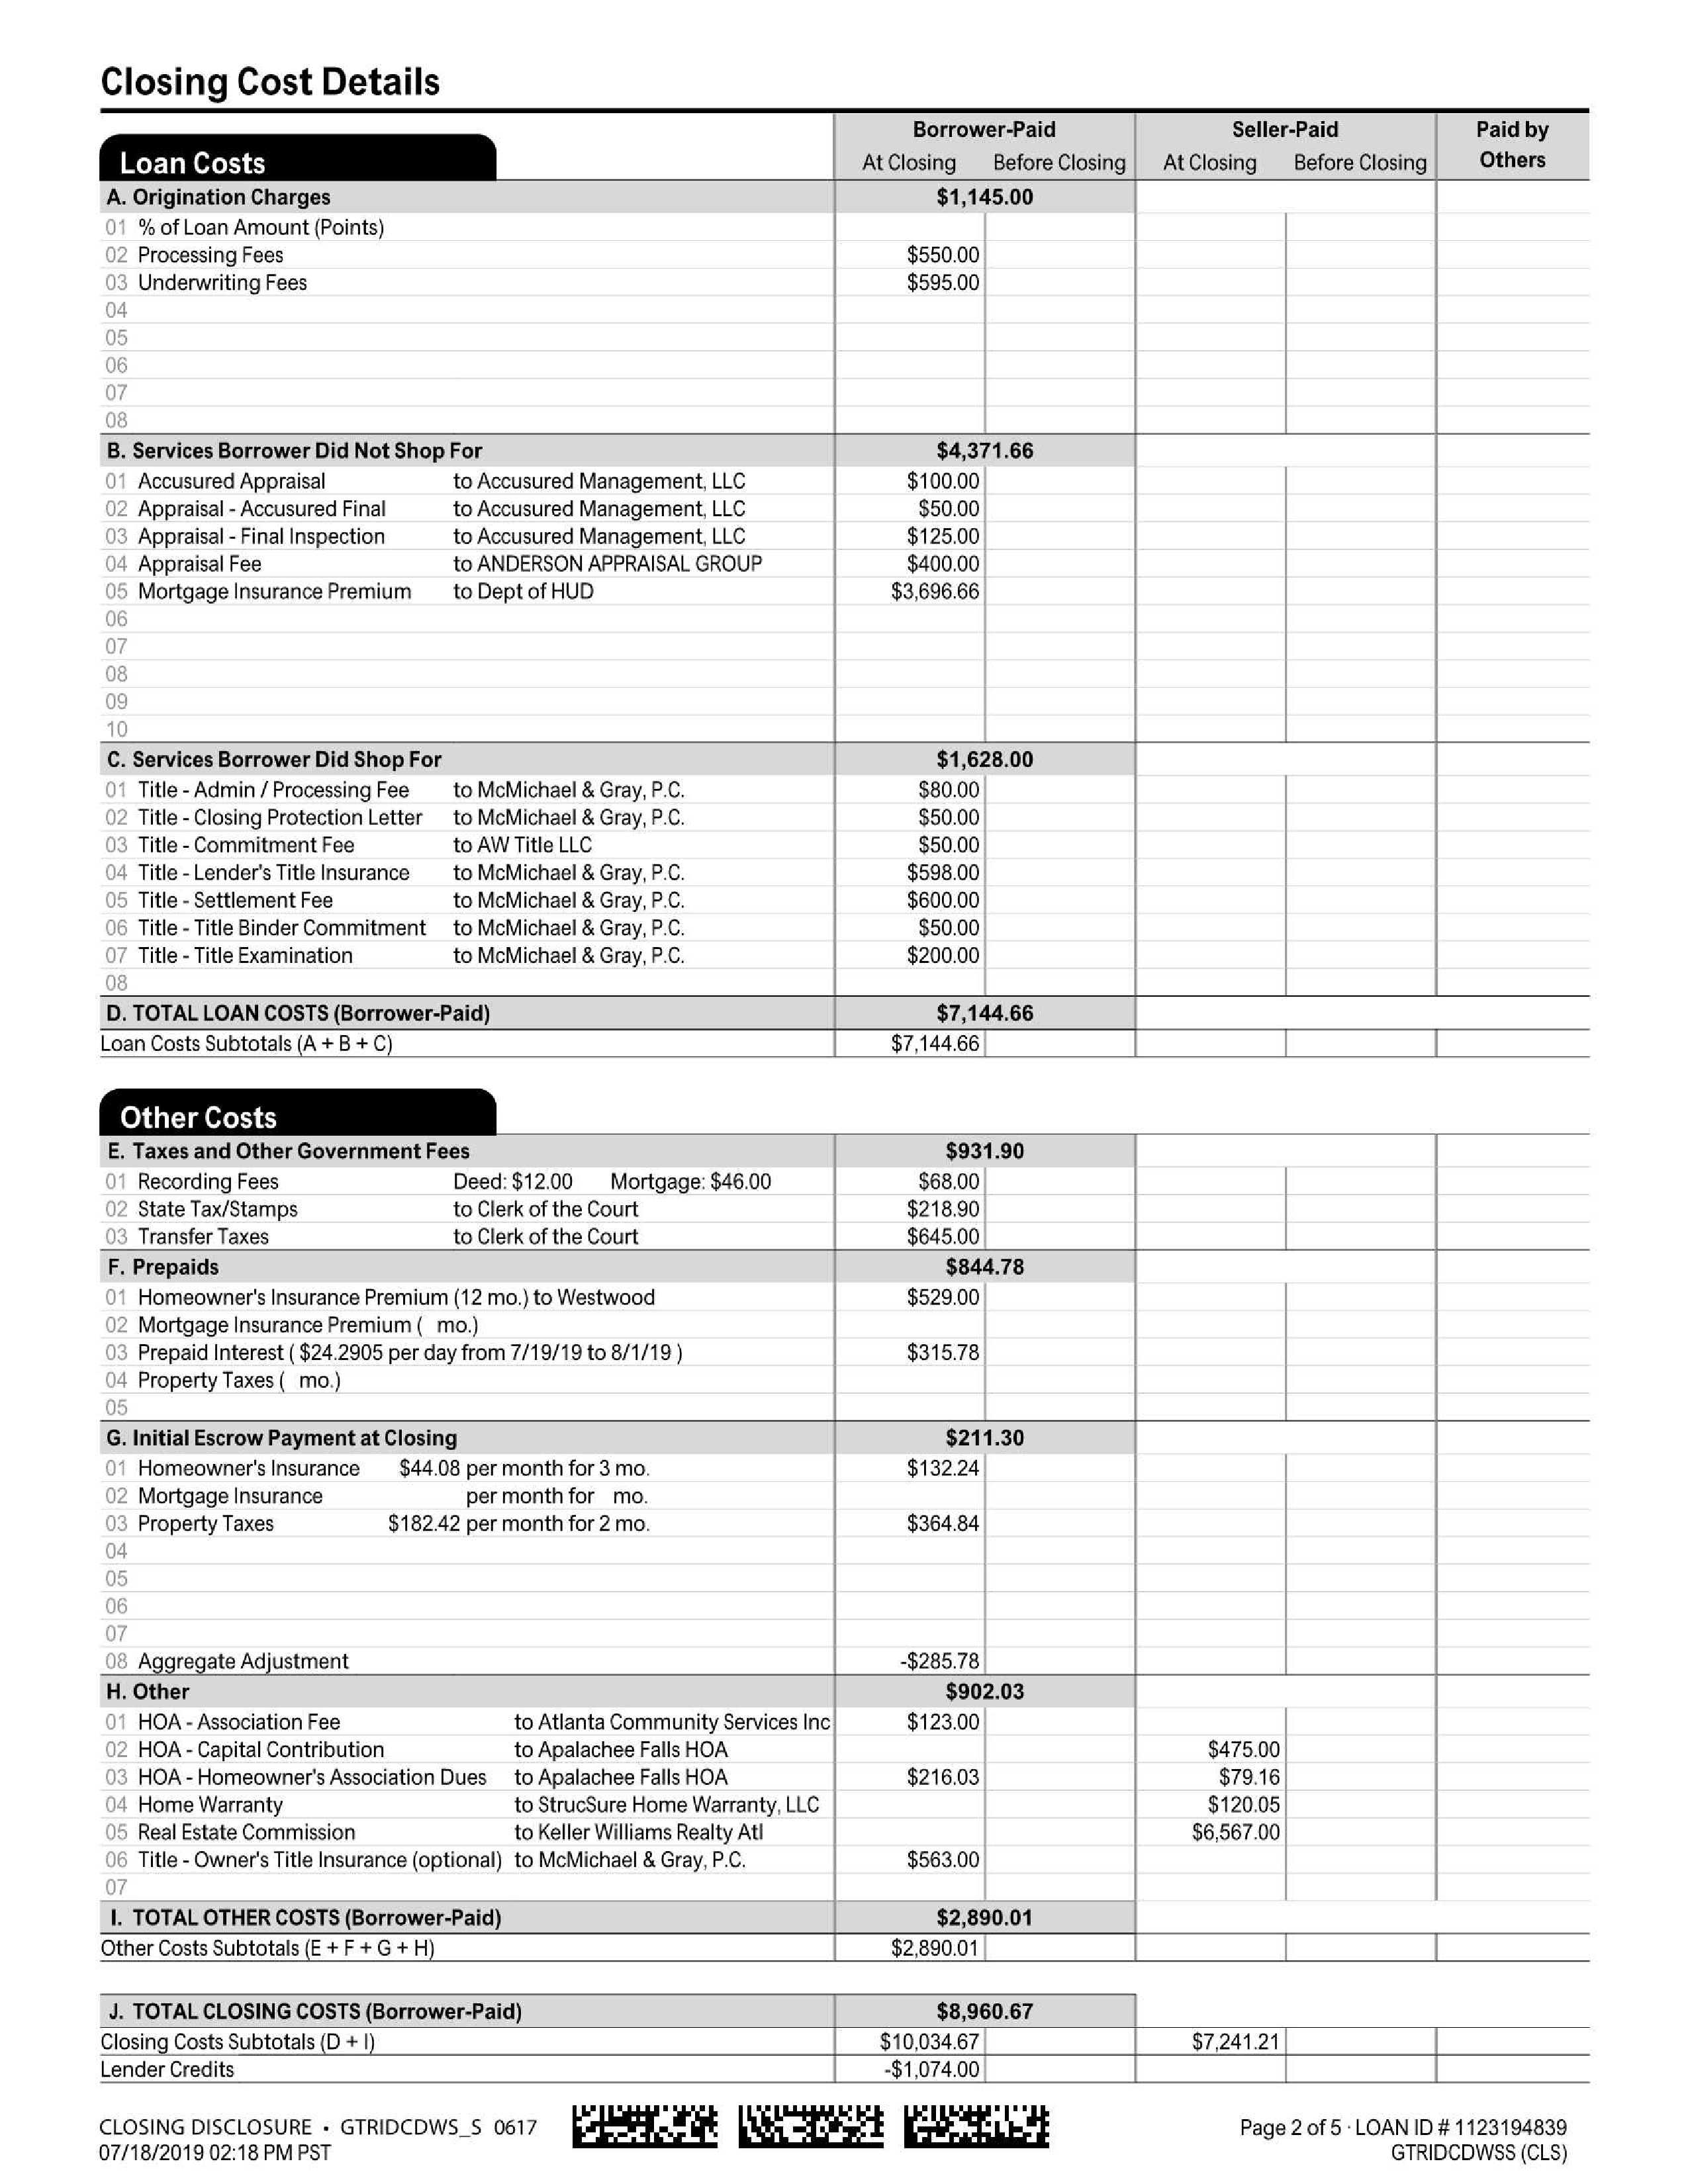 Closing Cost Details
Loan Costs
Borrower-Paid Seller-Paid Paid by Others
At Closing Before Closing At Closing Before Closing
A. Origination Charges $1,145.00
01 % of Loan Amount (Points)
02 Processing Fees $550.00
03 Underwriting Fees $595.00
04
05
06
07
08
B. Services Borrower Did Not Shop For $4,371.66
01 Accusured Appraisal to Accusured Management, LLC $100.00
02 Appraisal - Accusured Final to Accusured Management, LLC $50.00
03 Appraisal - Final Inspection to Accusured Management, LLC $125.00
04 Appraisal Fee to ANDERSON APPRAISAL GROUP $400.00
05 Mortgage Insurance Premium to Dept of HUD $3,696.66
06
07
08
09
10
C. Services Borrower Did Shop For $1,628.00
01 Title - Admin / Processing Fee to McMichael & Gray, P.C. $80.00
02 Title - Closing Protection Letter to McMichael & Gray, P.C. $50.00
03 Title - Commitment Fee to AW Title LLC $50.00
04 Title - Lender's Title Insurance to McMichael & Gray, P.C. $598.00
05 Title - Settlement Fee to McMichael & Gray, P.C. $600.00
06 Title - Title Binder Commitment to McMichael & Gray, P.C. $50.00
07 Title - Title Examination to McMichael & Gray, P.C. $200.00
08
D. TOTAL LOAN COSTS (Borrower-Paid) $7,144.66
Loan Costs Subtotals (A + B + C) $7,144.66
Other Costs
E. Taxes and Other Government Fees $931.90
01 Recording Fees Deed: $12.00 Mortgage: $46.00 $68.00
02 State Tax/Stamps to Clerk of the Court $218.90
03 Transfer Taxes to Clerk of the Court $645.00
F. Prepaids $844.78
01 Homeowner's Insurance Premium (12 mo.) to Westwood $529.00
02 Mortgage Insurance Premium ( mo.)
03 Prepaid Interest ( $24.2905 per day from 7/19/19 to 8/1/19 ) $315.78
04 Property Taxes ( mo.)
05
G. Initial Escrow Payment at Closing $211.30
01 Homeowner's Insurance $44.08 per month for 3 mo. $132.24
02 Mortgage Insurance per month for mo.
03 Property Taxes $182.42 per month for 2 mo. $364.84
04
05
06
07
08 Aggregate Adjustment -$285.78
H. Other $902.03
01 HOA - Association Fee to Atlanta Community Services Inc $123.00
02 HOA - Capital Contribution to Apalachee Falls HOA $475.00
03 HOA - Homeowner's Association Dues to Apalachee Falls HOA $216.03 $79.16
04 Home Warranty to StrucSure Home Warranty, LLC $120.05
05 Real Estate Commission to Keller Williams Realty Atl $6,567.00
06 Title - Owner's Title Insurance (optional) to McMichael & Gray, P.C. $563.00
07
I. TOTAL OTHER COSTS (Borrower-Paid) $2,890.01
Other Costs Subtotals (E + F + G + H) $2,890.01
J. TOTAL CLOSING COSTS (Borrower-Paid) $8,960.67
Closing Costs Subtotals (D + I) $10,034.67 $7,241.21
Lender Credits -$1,074.00
CLOSING DISCLOSURE • GTRIDCDWS_S 0617 Page 2 of 5 · LOAN ID # 1123194839
07/18/2019 02:18 PM PST GTRIDCDWSS (CLS)